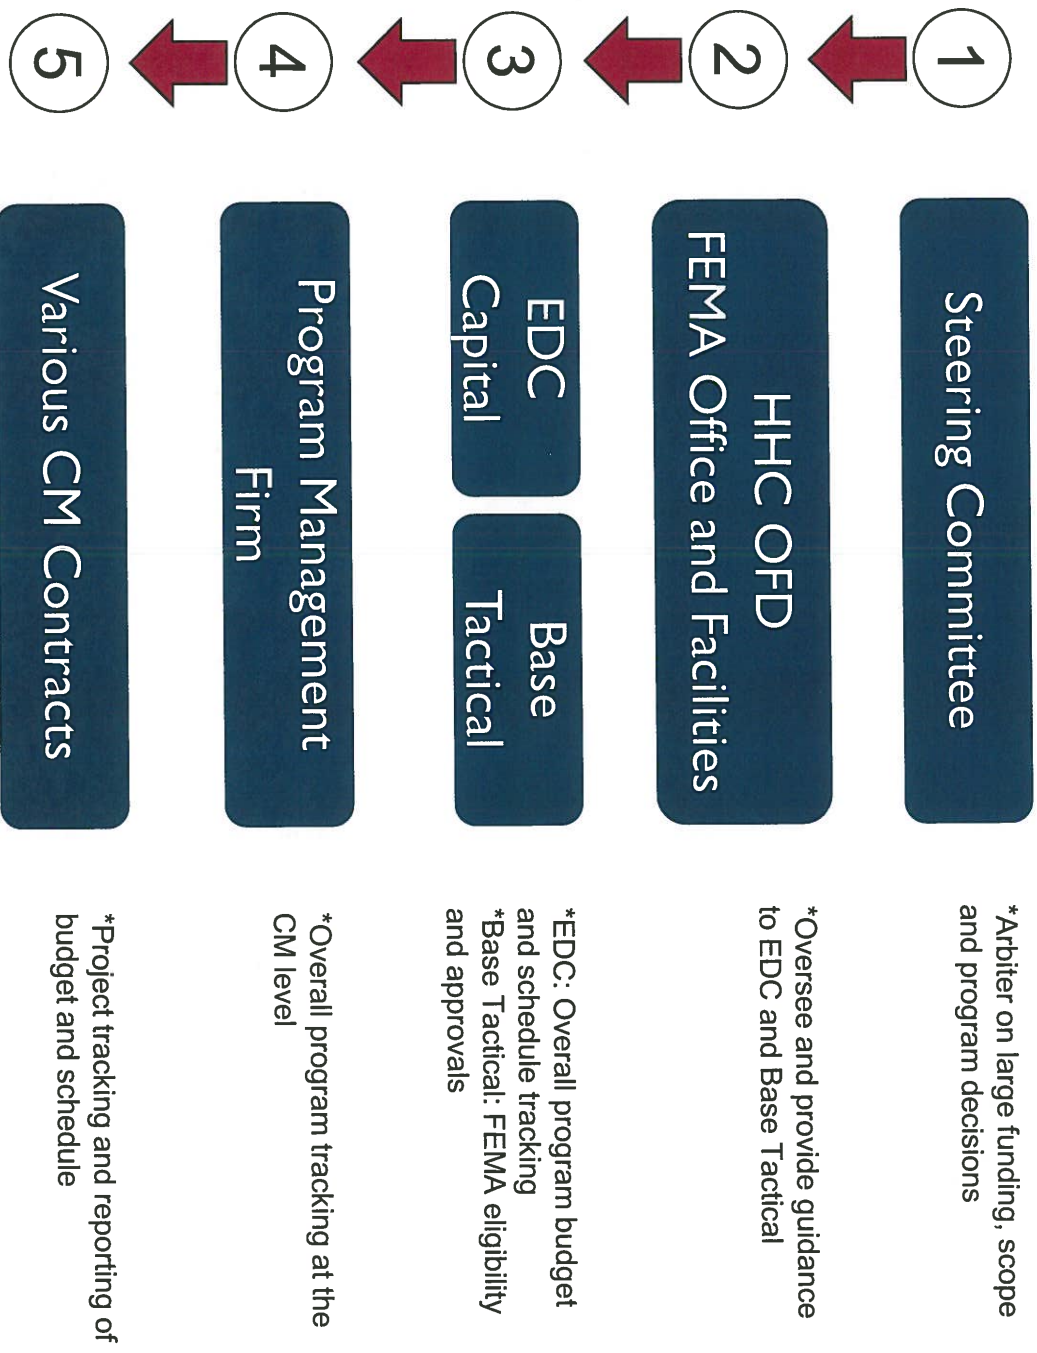 1
Steering Committee
*Arbiter on large funding, scope
and program decisions
2
HHC OFD
FEMA Office and Facilities
*Oversee and provide guidance
to EDC and Base Tactical
3
EDC
Capital
Base
Tactical
*EDC: Overall program budget
and schedule tracking
*Base Tactical: FEMA eligibility
and approvals
4
Program Management
Firm
*Overall program tracking at the
CM level
5
Various CM Contracts
*Project tracking and reporting of
budget and schedule